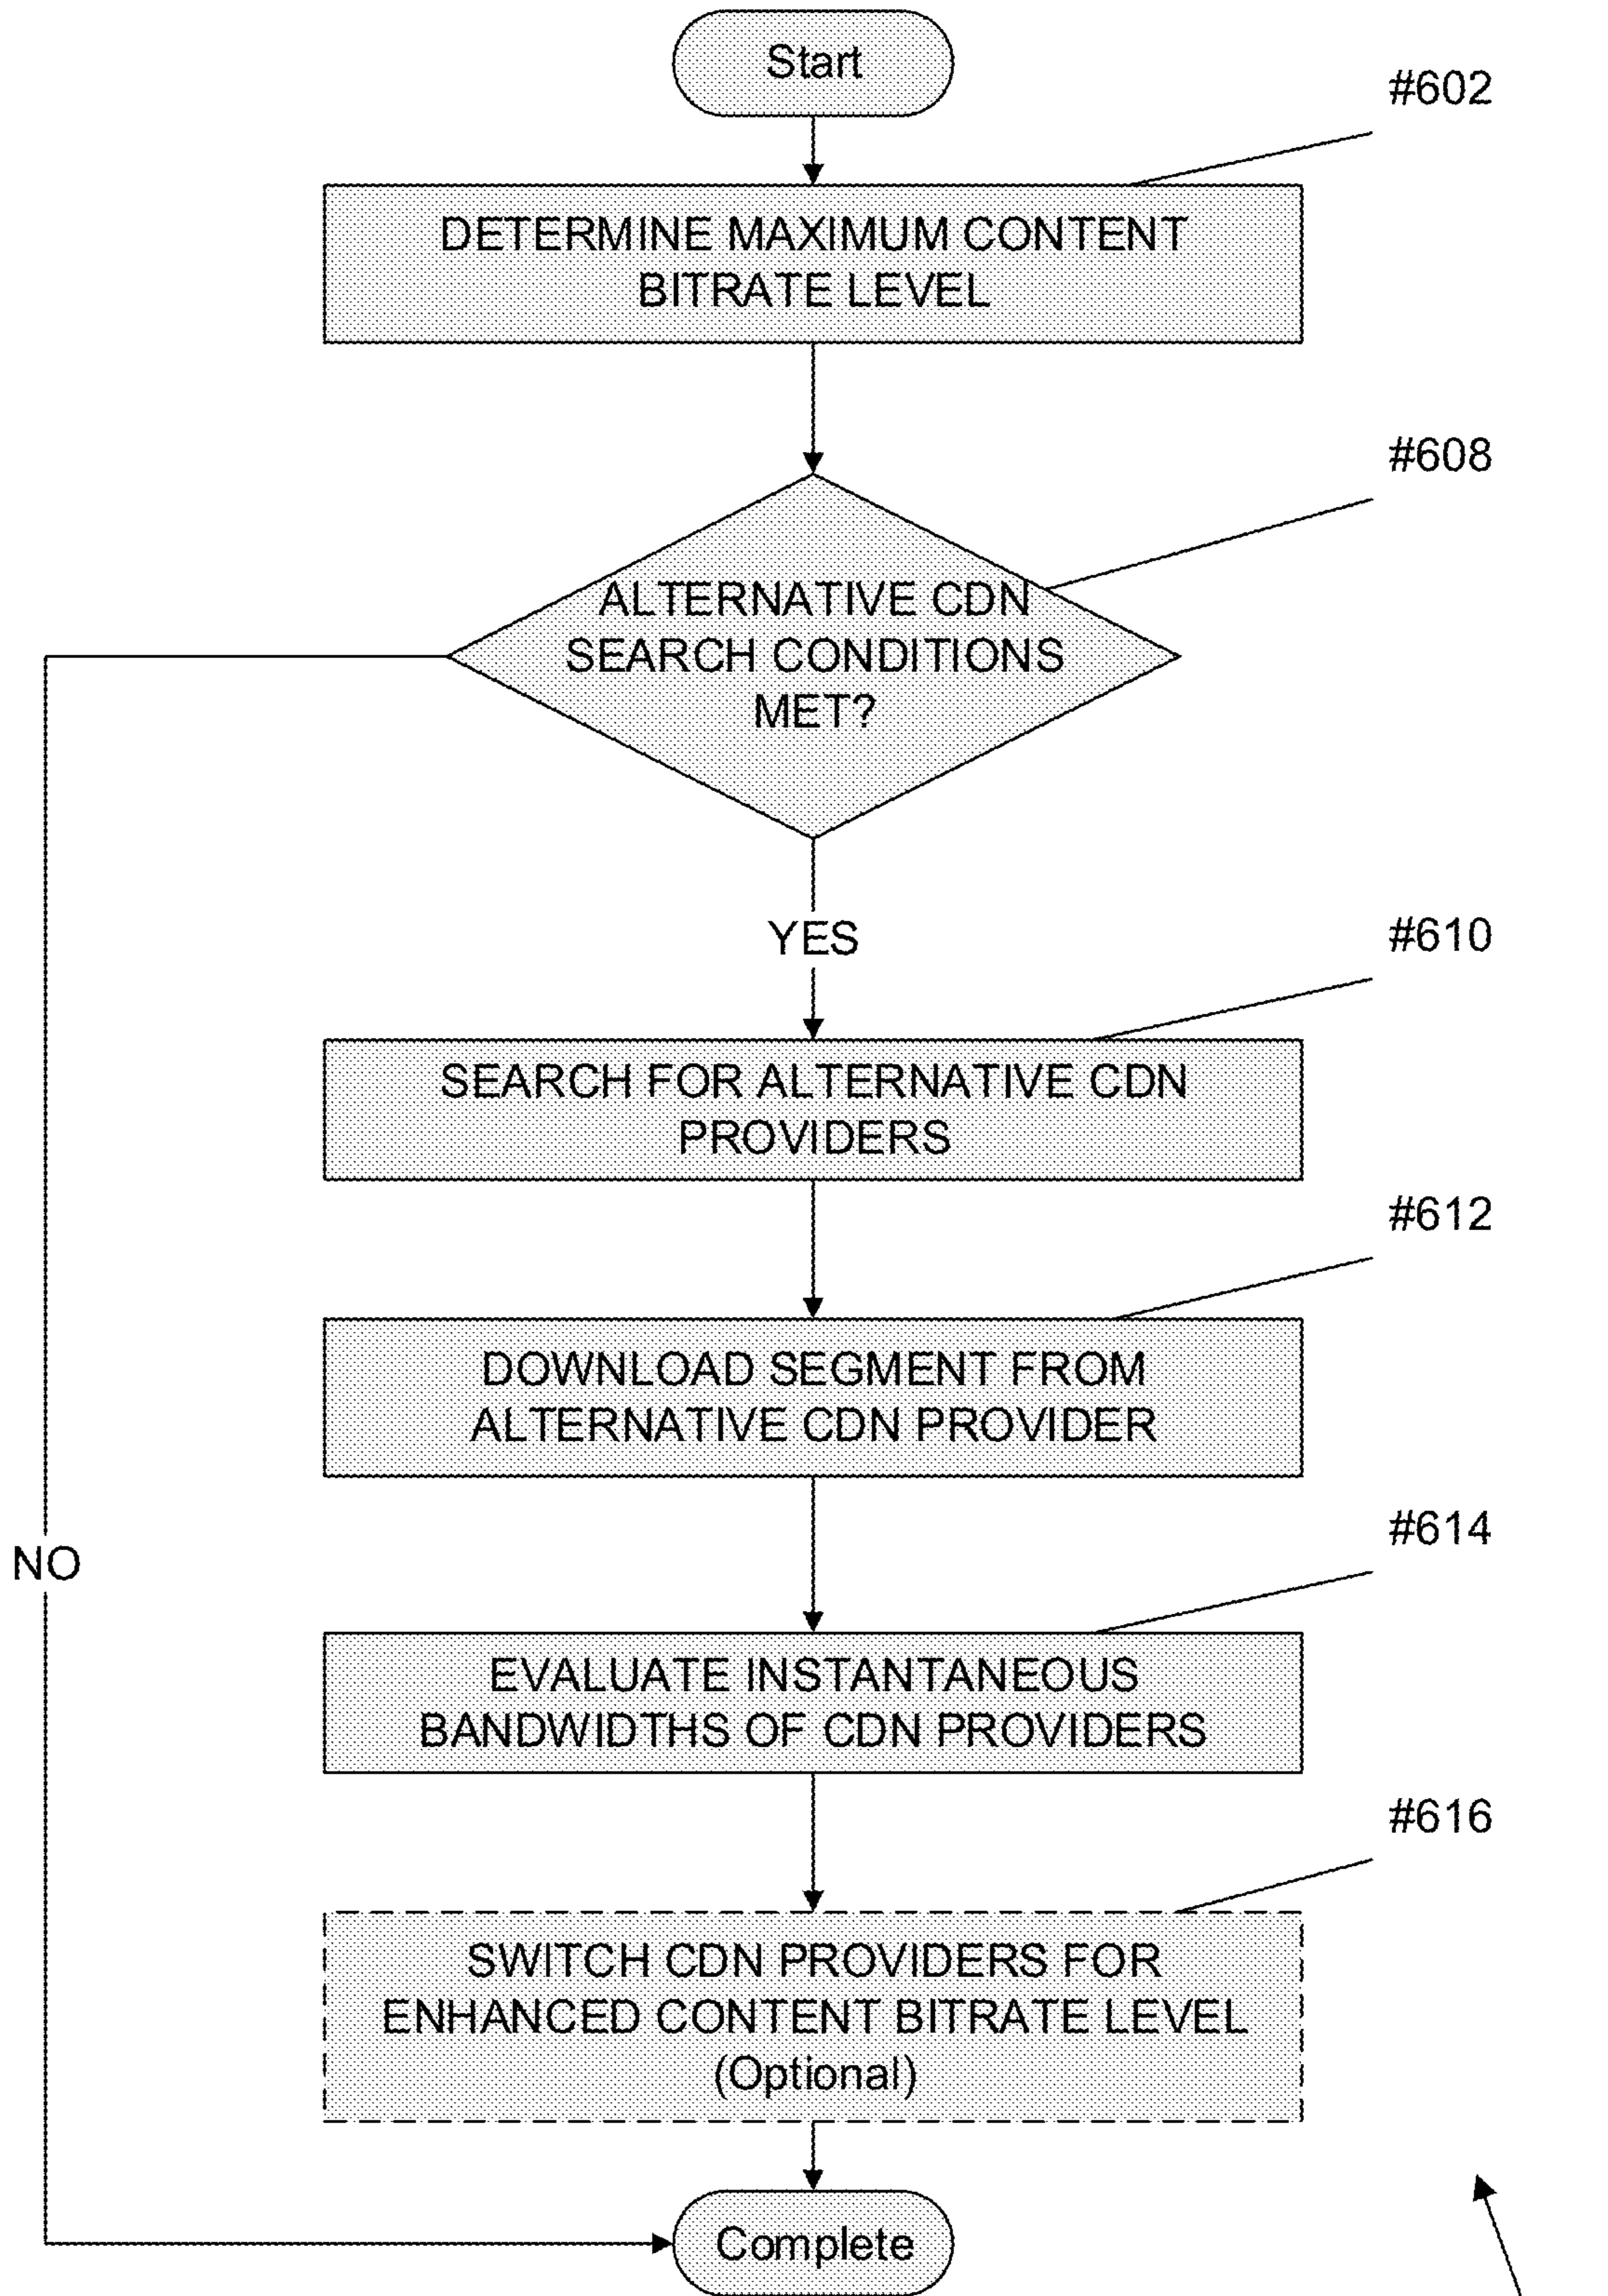 Start
#602
DETERMINE MAXIMUM CONTENT
BITRATE LEVEL
#608
ALTERNATIVE CDN
SEARCH CONDITIONS
MET?
YES
#610
SEARCH FOR ALTERNATIVE CDN
PROVIDERS
#612
DOWNLOAD SEGMENT FROM
ALTERNATIVE CDN PROVIDER
#614
NO
EVALUATE INSTANTANEOUS
BANDWIDTHS OF CDN PROVIDERS
#616
SWITCH CDN PROVIDERS FOR
ENHANCED CONTENT BITRATE LEVEL
(Optional)
Complete